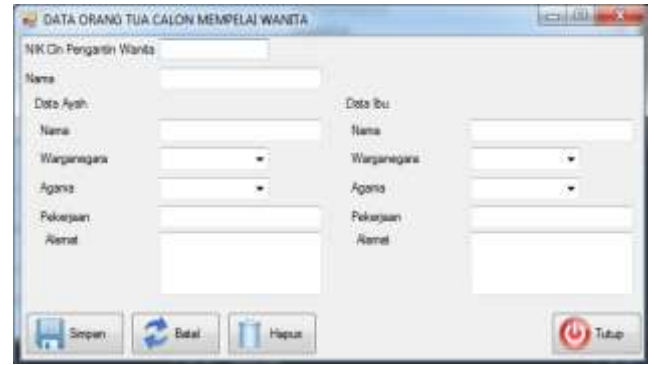 DATA ORANG TUA CALON MEMPELAI WANITA
NIK Cln Pengantin Wanita
Nama
Data Ayah Data Ibu
Nama Nama
Warganegara Warganegara
Agama Agama
Pekerjaan Pekerjaan
Alamat Alamat
Simpan Batal Hapus Tutup